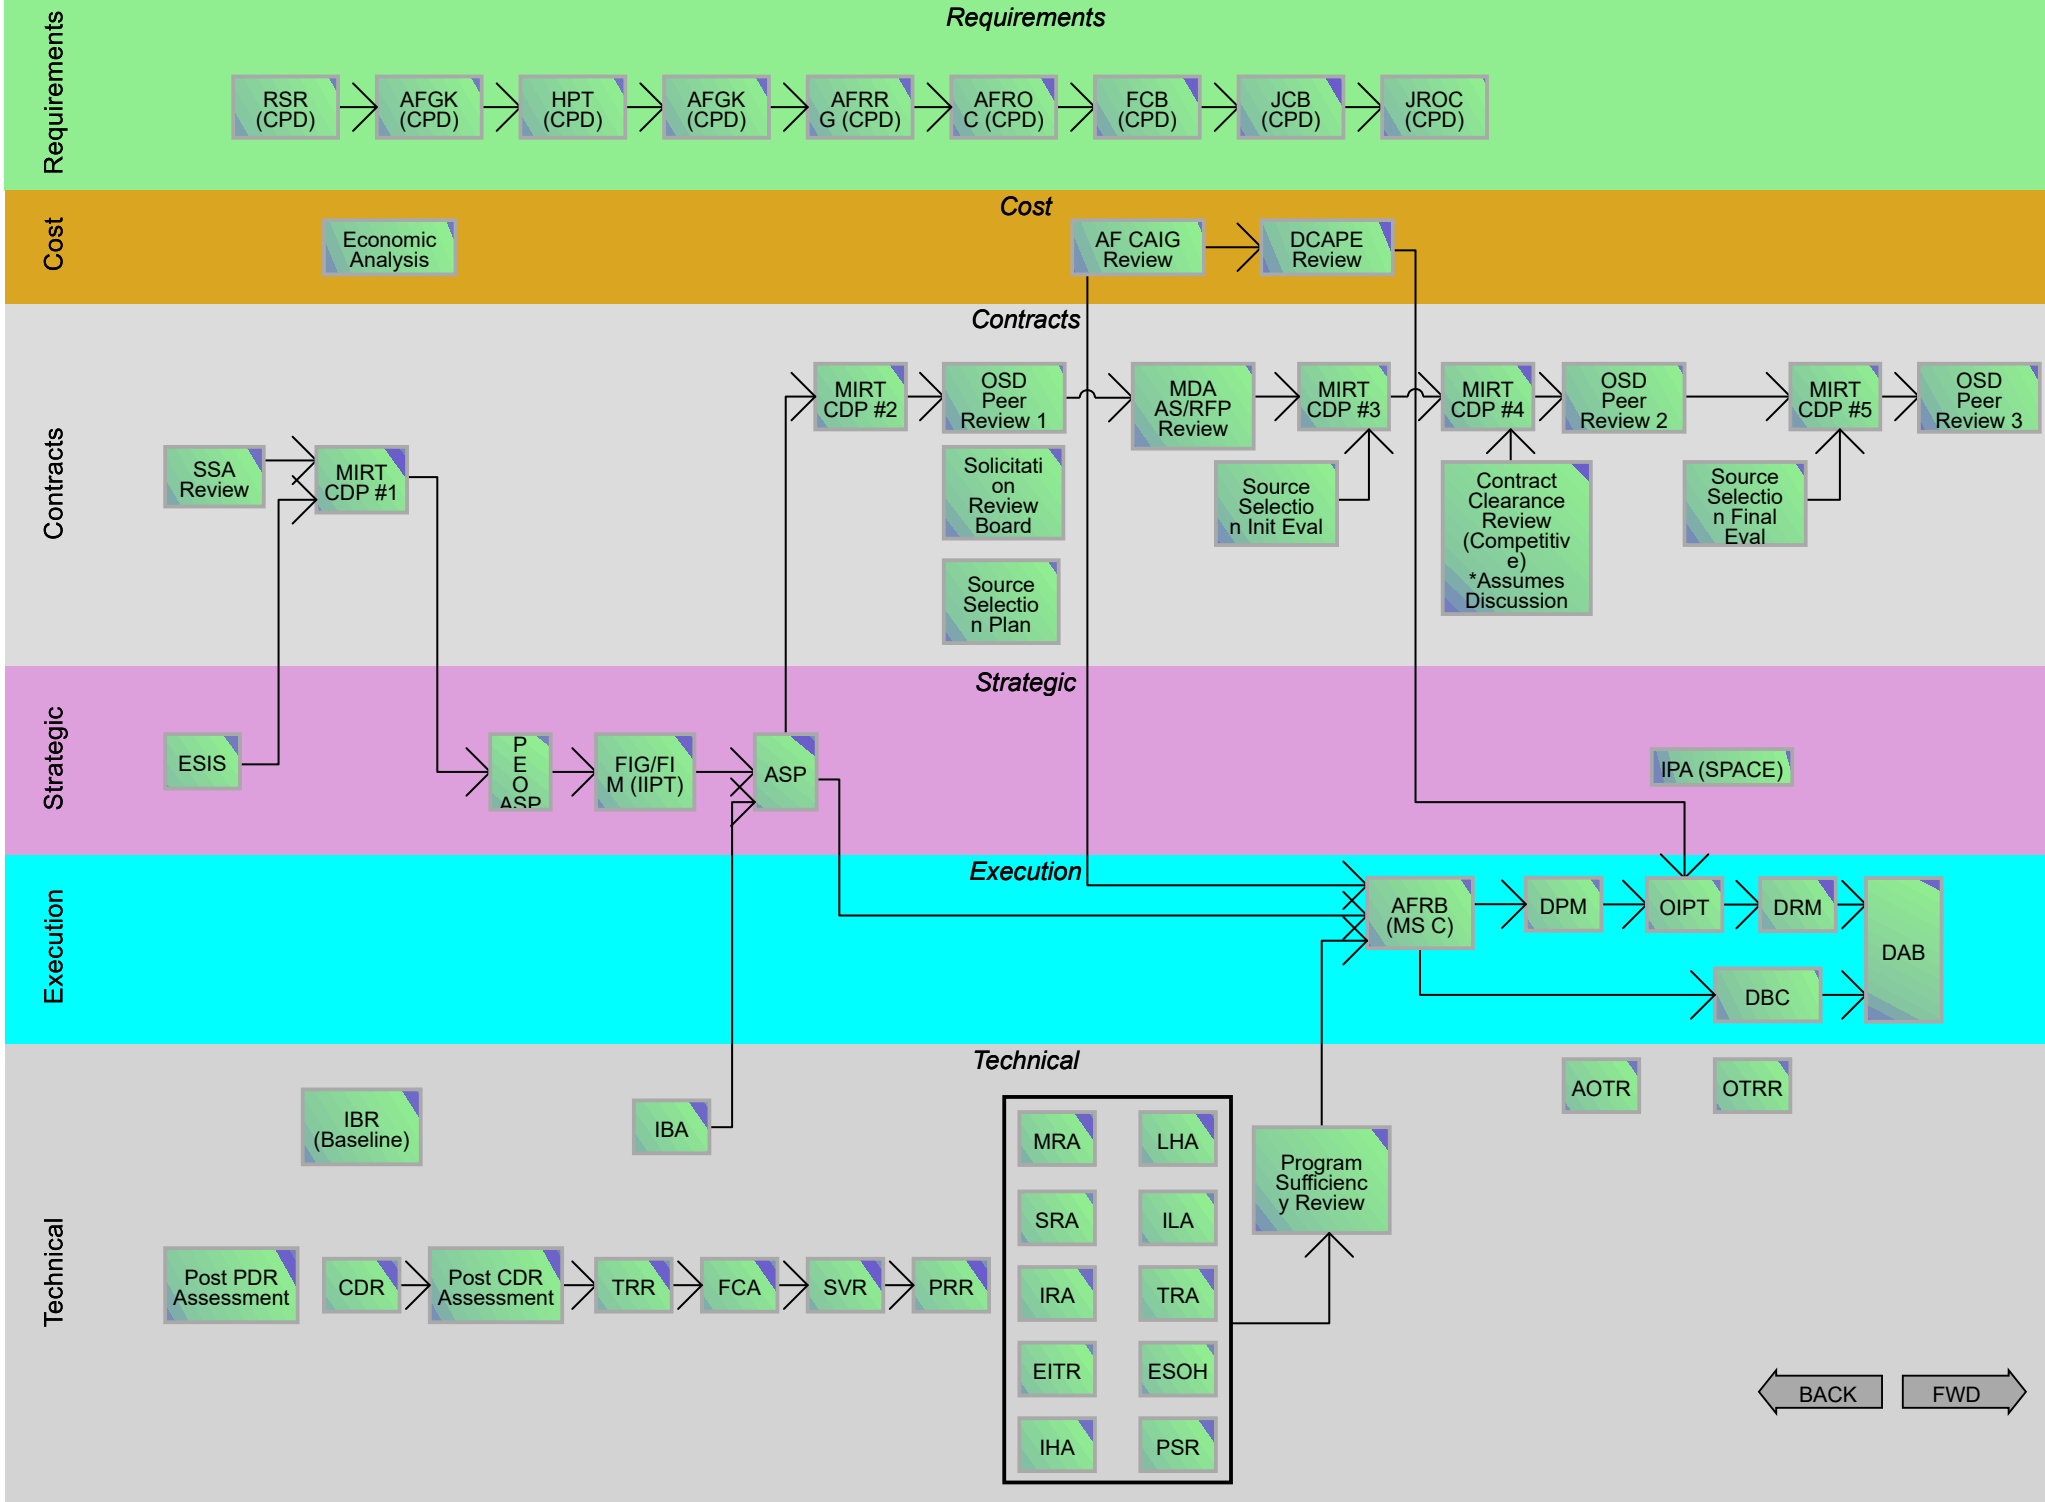 Requirements
Requirements
RSR
(CPD)
AFGK
(CPD)
HPT
(CPD)
AFGK
(CPD)
AFRR
G (CPD)
AFRO
C (CPD)
FCB
(CPD)
JCB
(CPD)
JROC
(CPD)
Cost
Cost
Economic
Analysis
AF CAIG
Review
DCAPE
Review
Contracts
Contracts
MIRT
CDP #2
OSD
Peer
Review 1
MDA
AS/RFP
Review
MIRT
CDP #3
MIRT
CDP #4
OSD
Peer
Review 2
MIRT
CDP #5
OSD
Peer
Review 3
SSA
Review
MIRT
CDP #1
Solicitati
on
Review
Board
Source
Selectio
n Init Eval
Contract
Clearance
Review
(Competitiv
e)
*Assumes
Discussion
Source
Selectio
n Final
Eval
Source
Selectio
n Plan
Strategic
Strategic
ESIS
P
E
O
ASP
FIG/FI
M (IIPT)
ASP
IPA (SPACE)
Execution
Execution
AFRB
(MS C)
DPM
OIPT
DRM
DAB
DBC
Technical
Technical
AOTR
OTRR
IBR
(Baseline)
IBA
MRA
LHA
SRA
ILA
IRA
TRA
EITR
ESOH
IHA
PSR
Program
Sufficienc
y Review
Post PDR
Assessment
CDR
Post CDR
Assessment
TRR
FCA
SVR
PRR
BACK
FWD